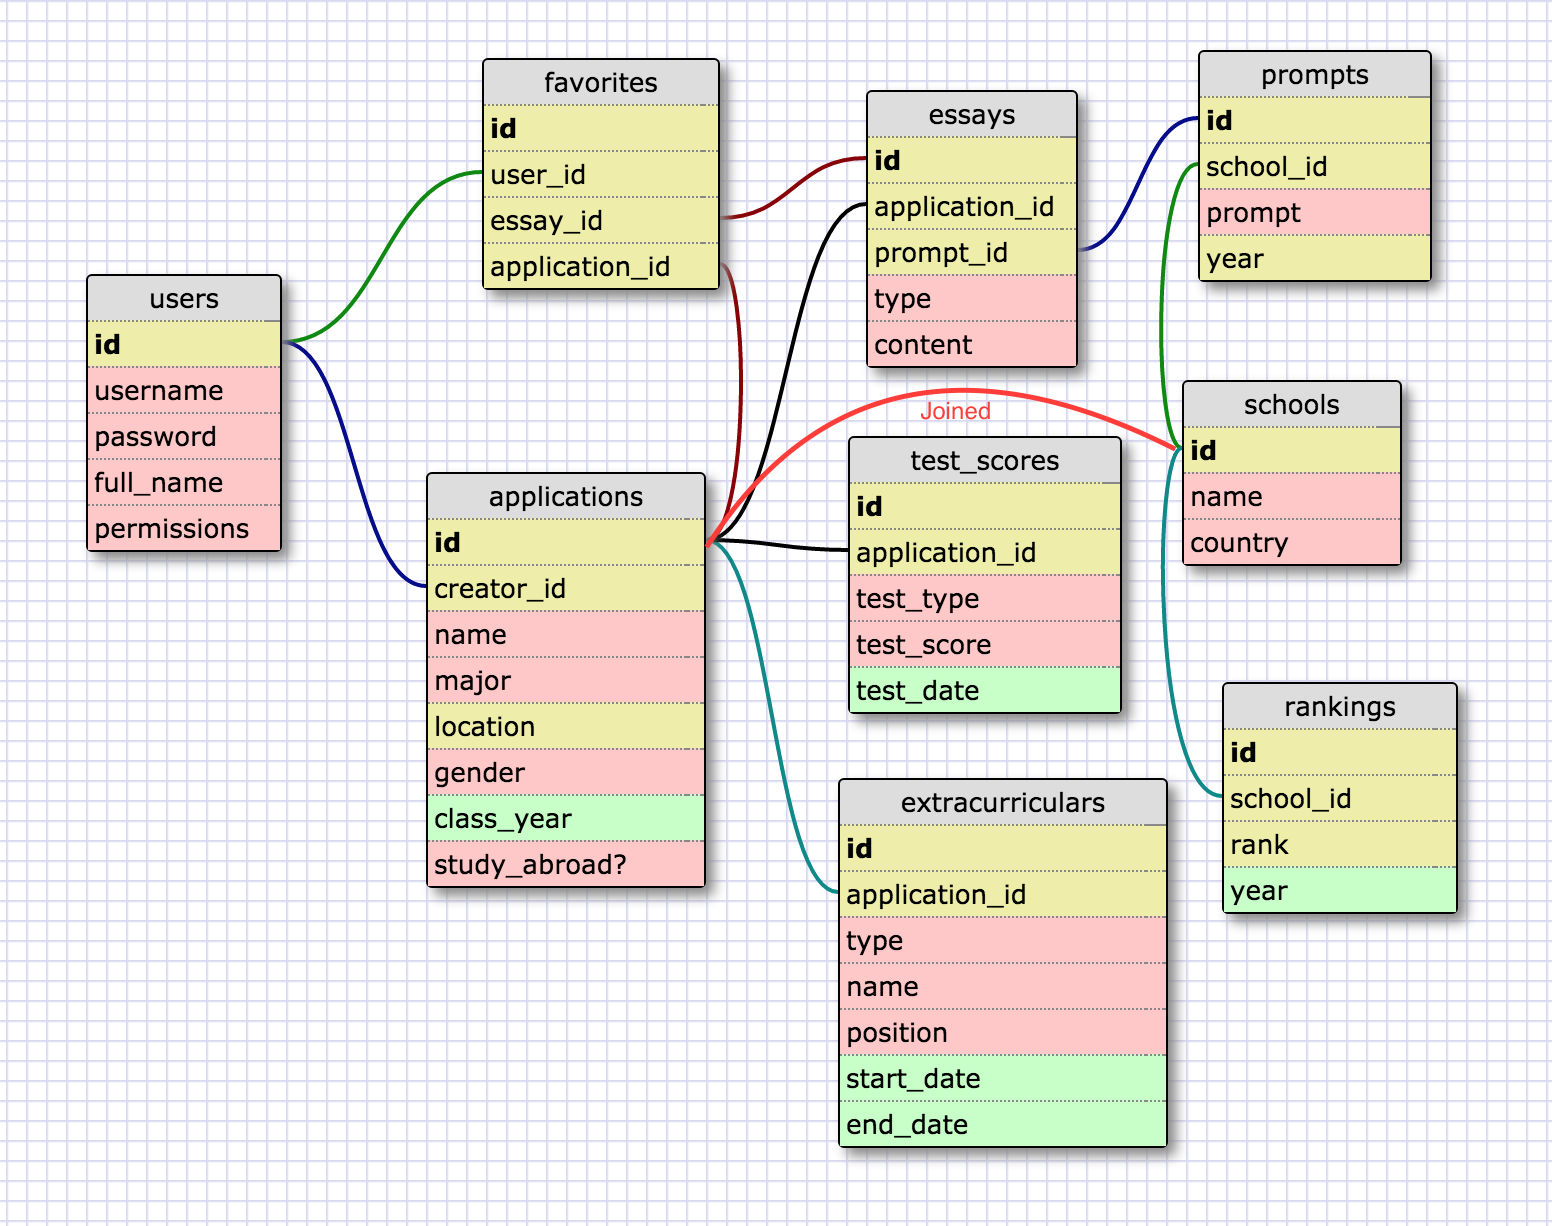 users
id
username
password
full_name
permissions
favorites
id
user_id
essay_id
application_id
applications
id
creator_id
name
major
location
gender
class_year
study_abroad?
essays
id
application_id
prompt_id
type
content
Joined
test_scores
id
application_id
test_type
test_score
test_date
extracurriculars
id
application_id
type
name
position
start_date
end_date
prompts
id
school_id
prompt
year
schools
id
name
country
rankings
id
school_id
rank
year